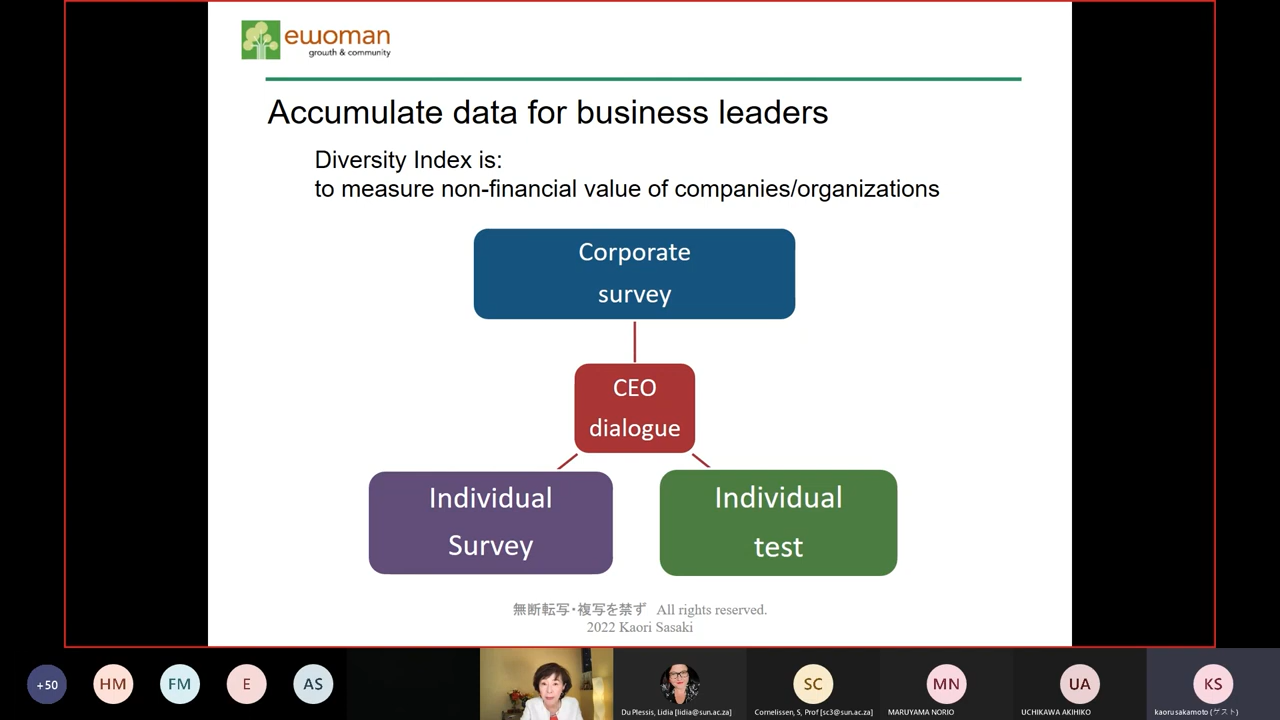 ewoman
growth & community
Accumulate data for business leaders
Diversity Index is:
to measure non-financial value of companies/organizations
Corporate
survey
CEO
dialogue
Individual
Survey
Individual
test
無断転写・複写を禁ず All rights reserved.
2022 Kaori Sasaki
+50
HM
FM
E
AS
SC
MN
UA
KS
Du Plessis, Lidia [lidia@sun.ac.za]
Cornelissen, S, Prof [sc3@sun.ac.za]
MARUYAMA NORIO
UCHIKAWA AKIHIKO
kaoru sakamoto (ゲスト)